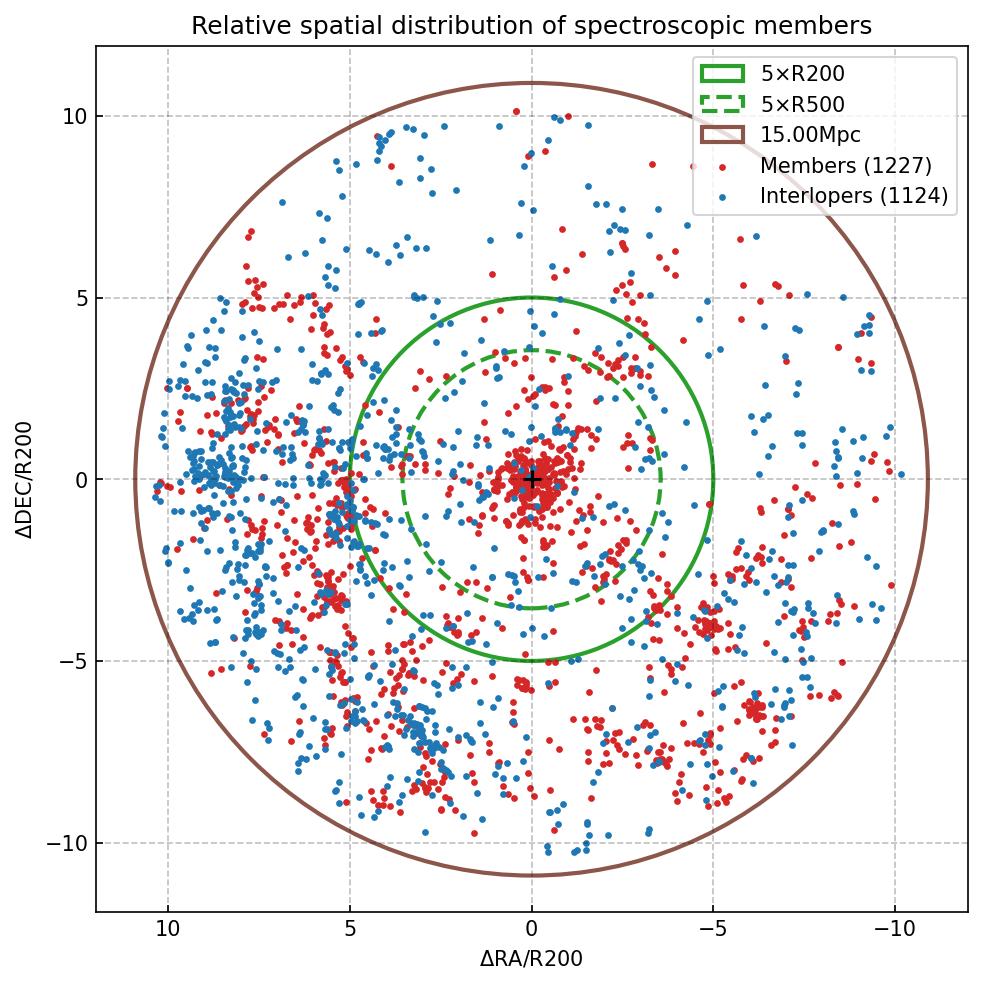 Relative spatial distribution of spectroscopic members
5×R200
5×R500
15.00Mpc
Members (1227)
Interlopers (1124)
10
5
0
−5
−10
ΔDEC/R200
10
5
0
−5
−10
ΔRA/R200